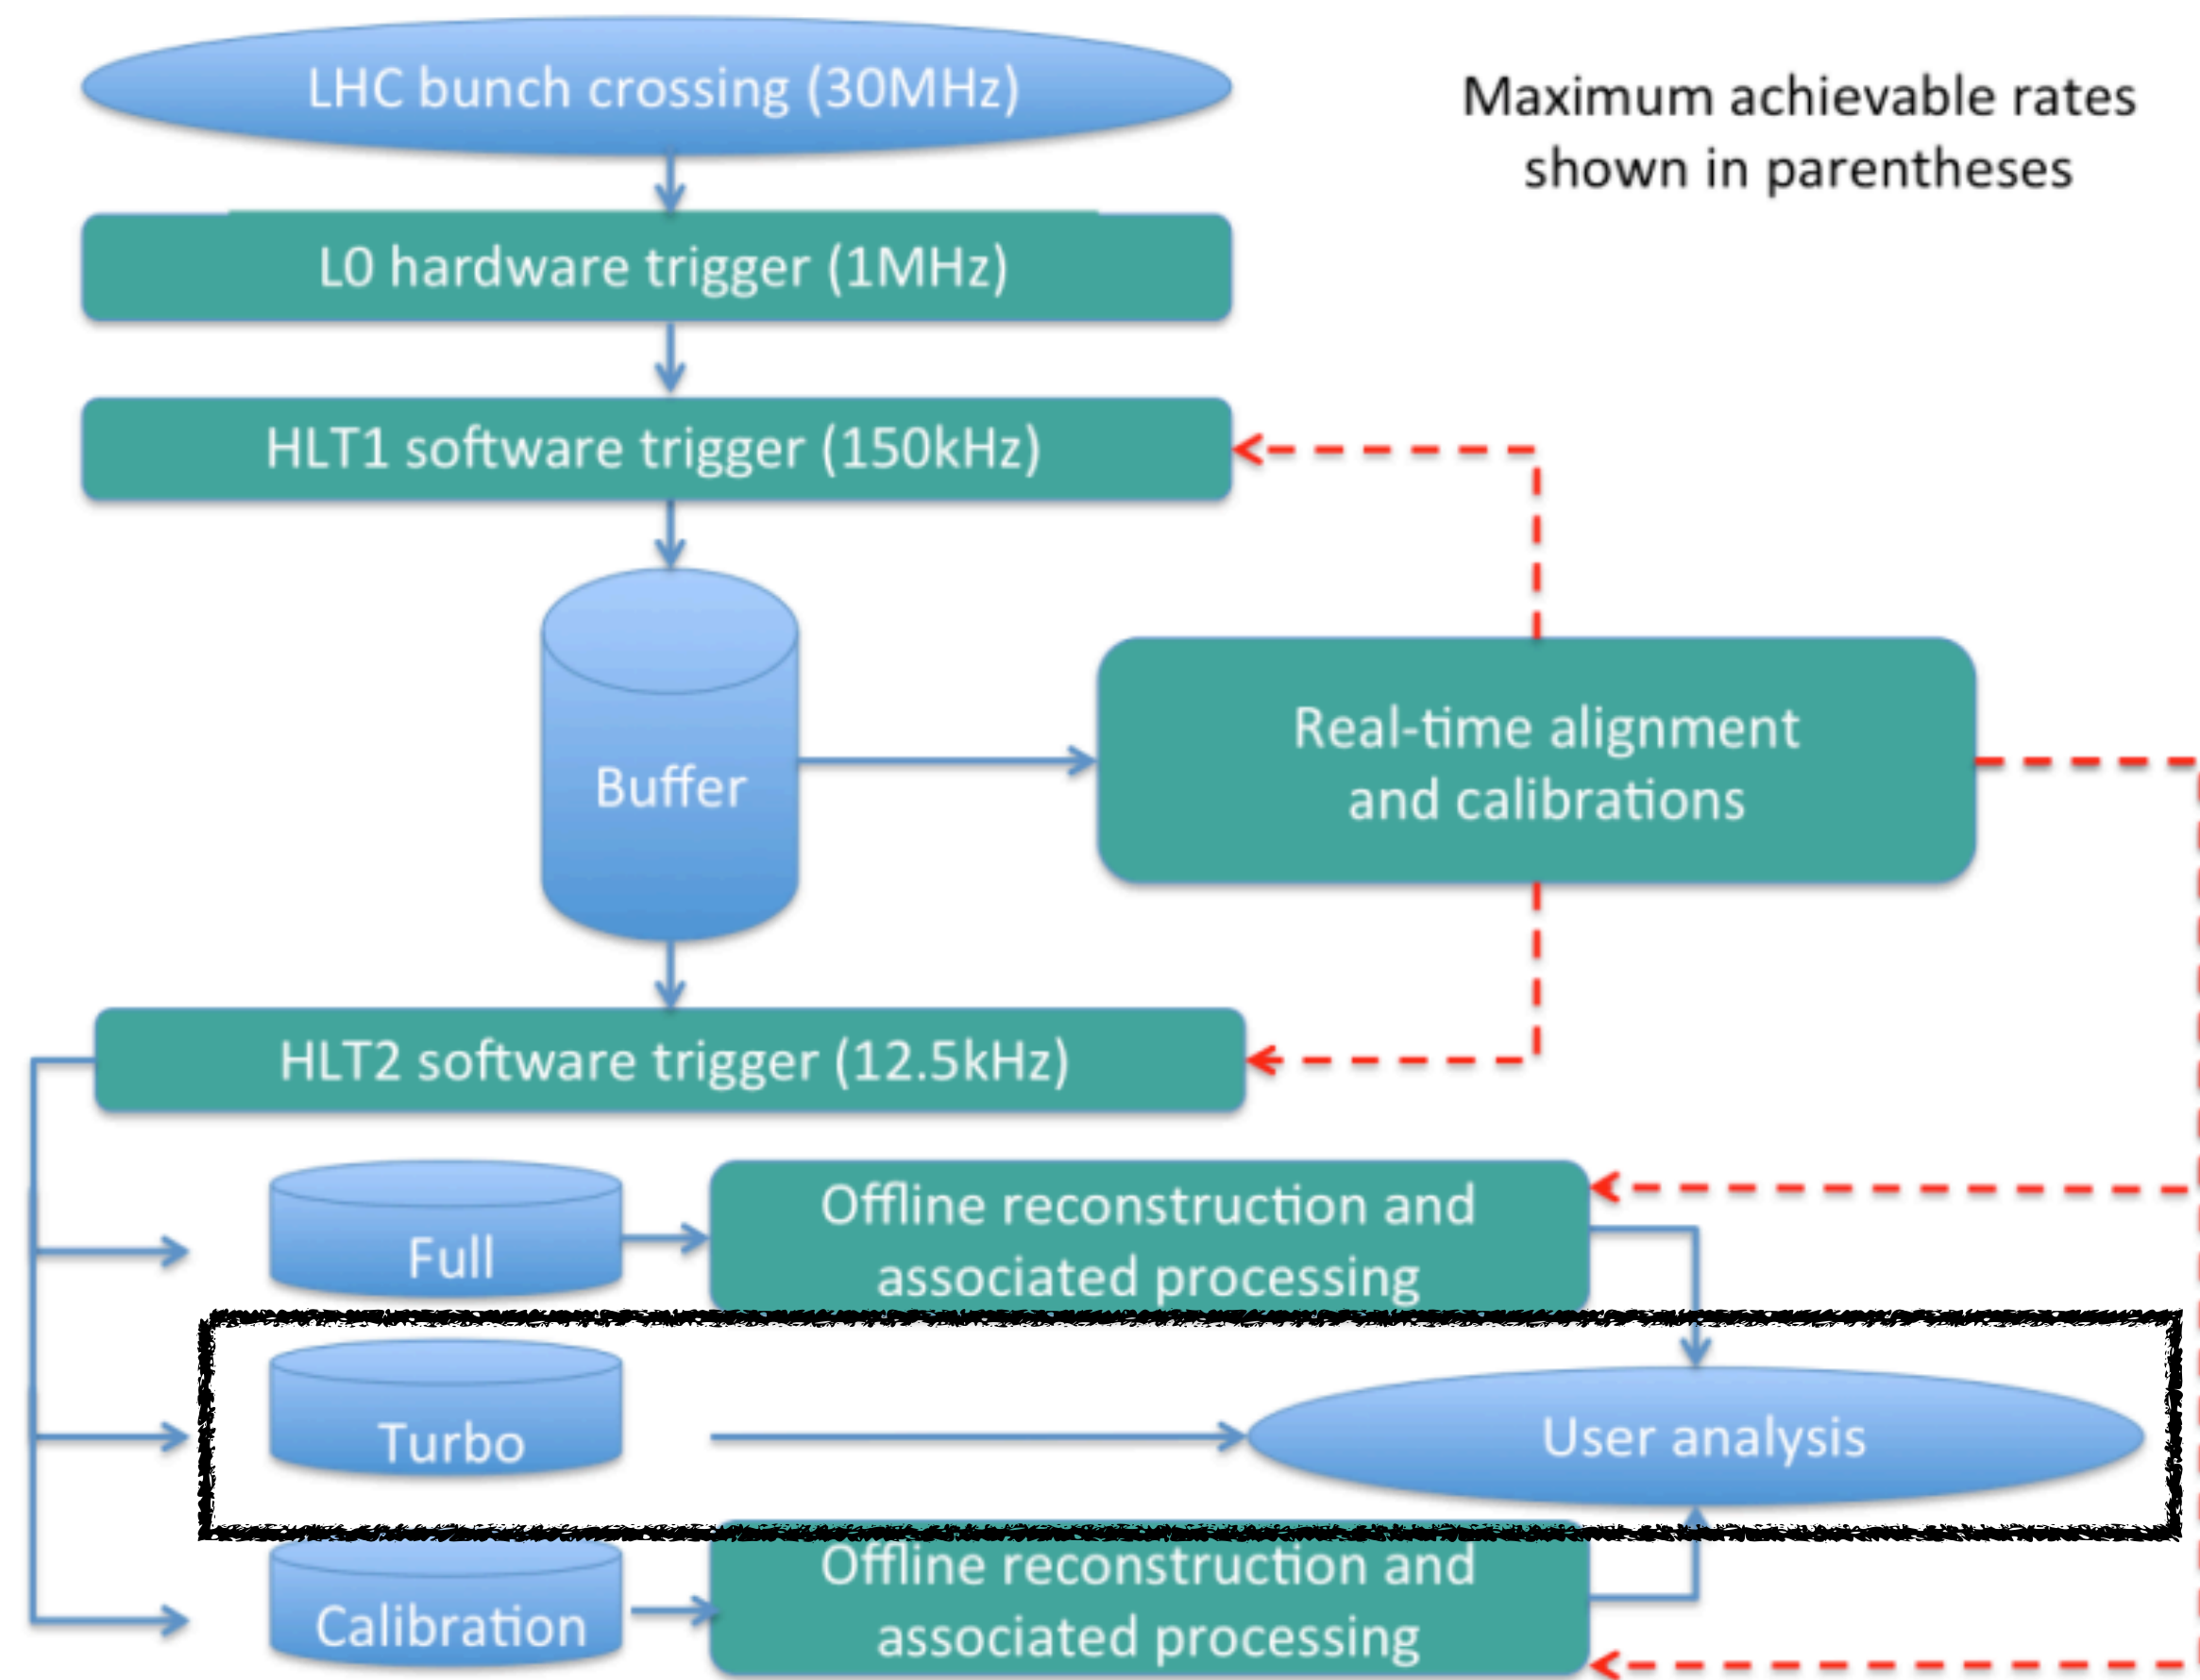 LHC bunch crossing (30MHz)
Maximum achievable rates
shown in parentheses
L0 hardware trigger (1MHz)
HLT1 software trigger (150kHz)
Buffer
Real-time alignment
and calibrations
HLT2 software trigger (12.5kHz)
Full
Offline reconstruction and
associated processing
Turbo
User analysis
Calibration
Offline reconstruction and
associated processing